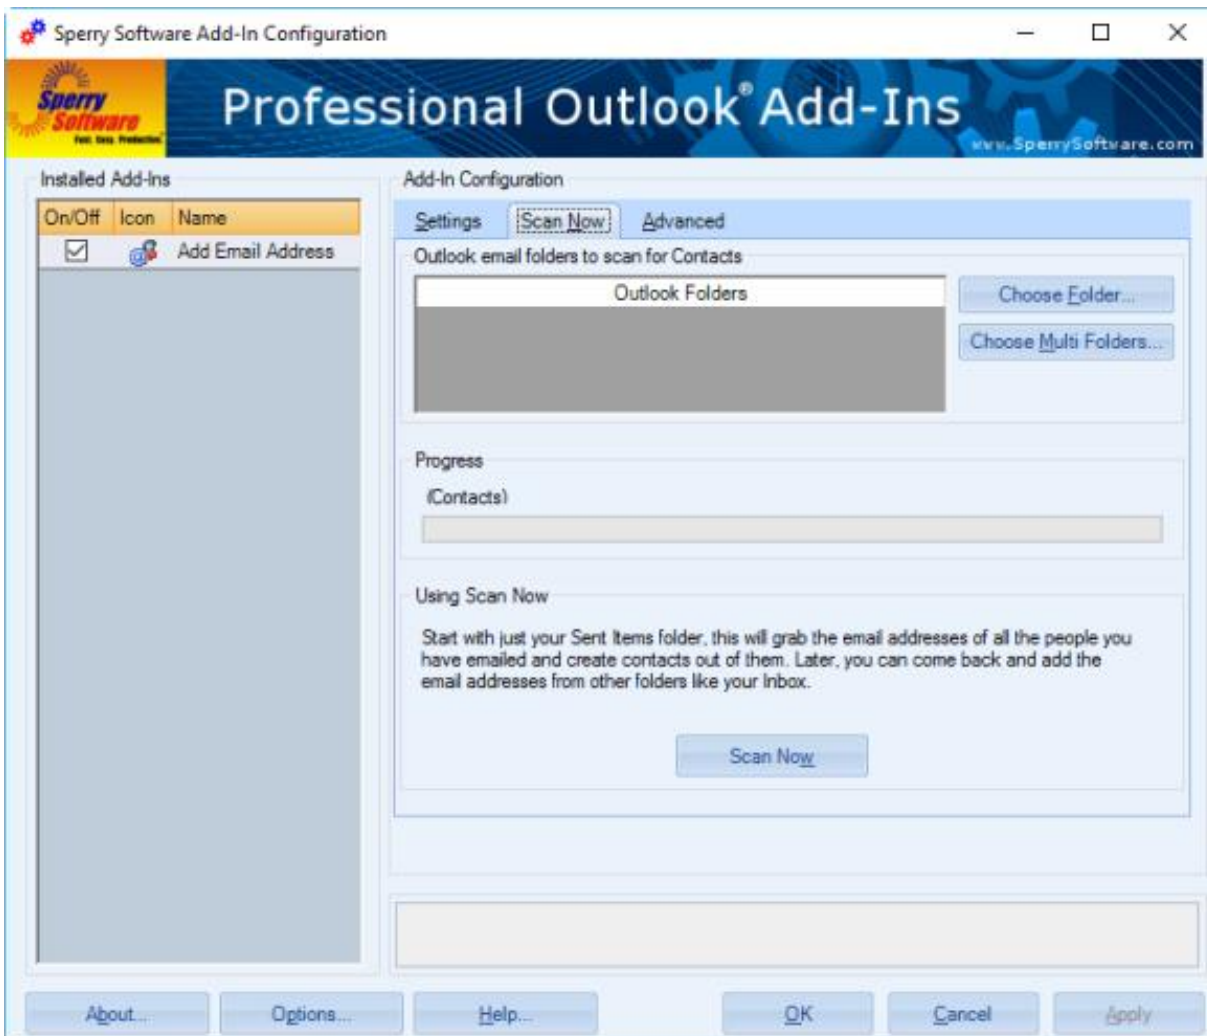 Sperry Software Add-In Configuration
Sperry
Software
Fast. Easy. Productive.
Professional Outlook® Add-Ins
www.SperrySoftware.com
Installed Add-Ins
On/Off Icon Name
Add Email Address
Add-In Configuration
Settings Scan Now Advanced
Outlook email folders to scan for Contacts
Outlook Folders
Choose Folder...
Choose Multi Folders...
Progress
(Contacts)
Using Scan Now
Start with just your Sent Items folder, this will grab the email addresses of all the people you
have emailed and create contacts out of them. Later, you can come back and add the
email addresses from other folders like your Inbox.
Scan Now
About... Options... Help... OK Cancel Apply